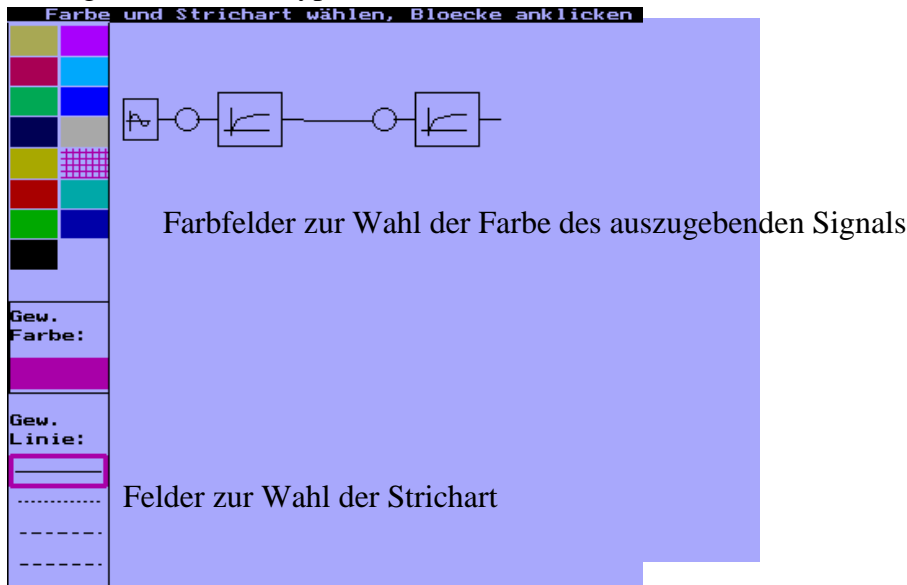 Farbe und Strichart wählen, Bloecke anklicken
Farbfelder zur Wahl der Farbe des auszugebenden Signals
Gew.
Farbe:
Gew.
Linie:
Felder zur Wahl der Strichart